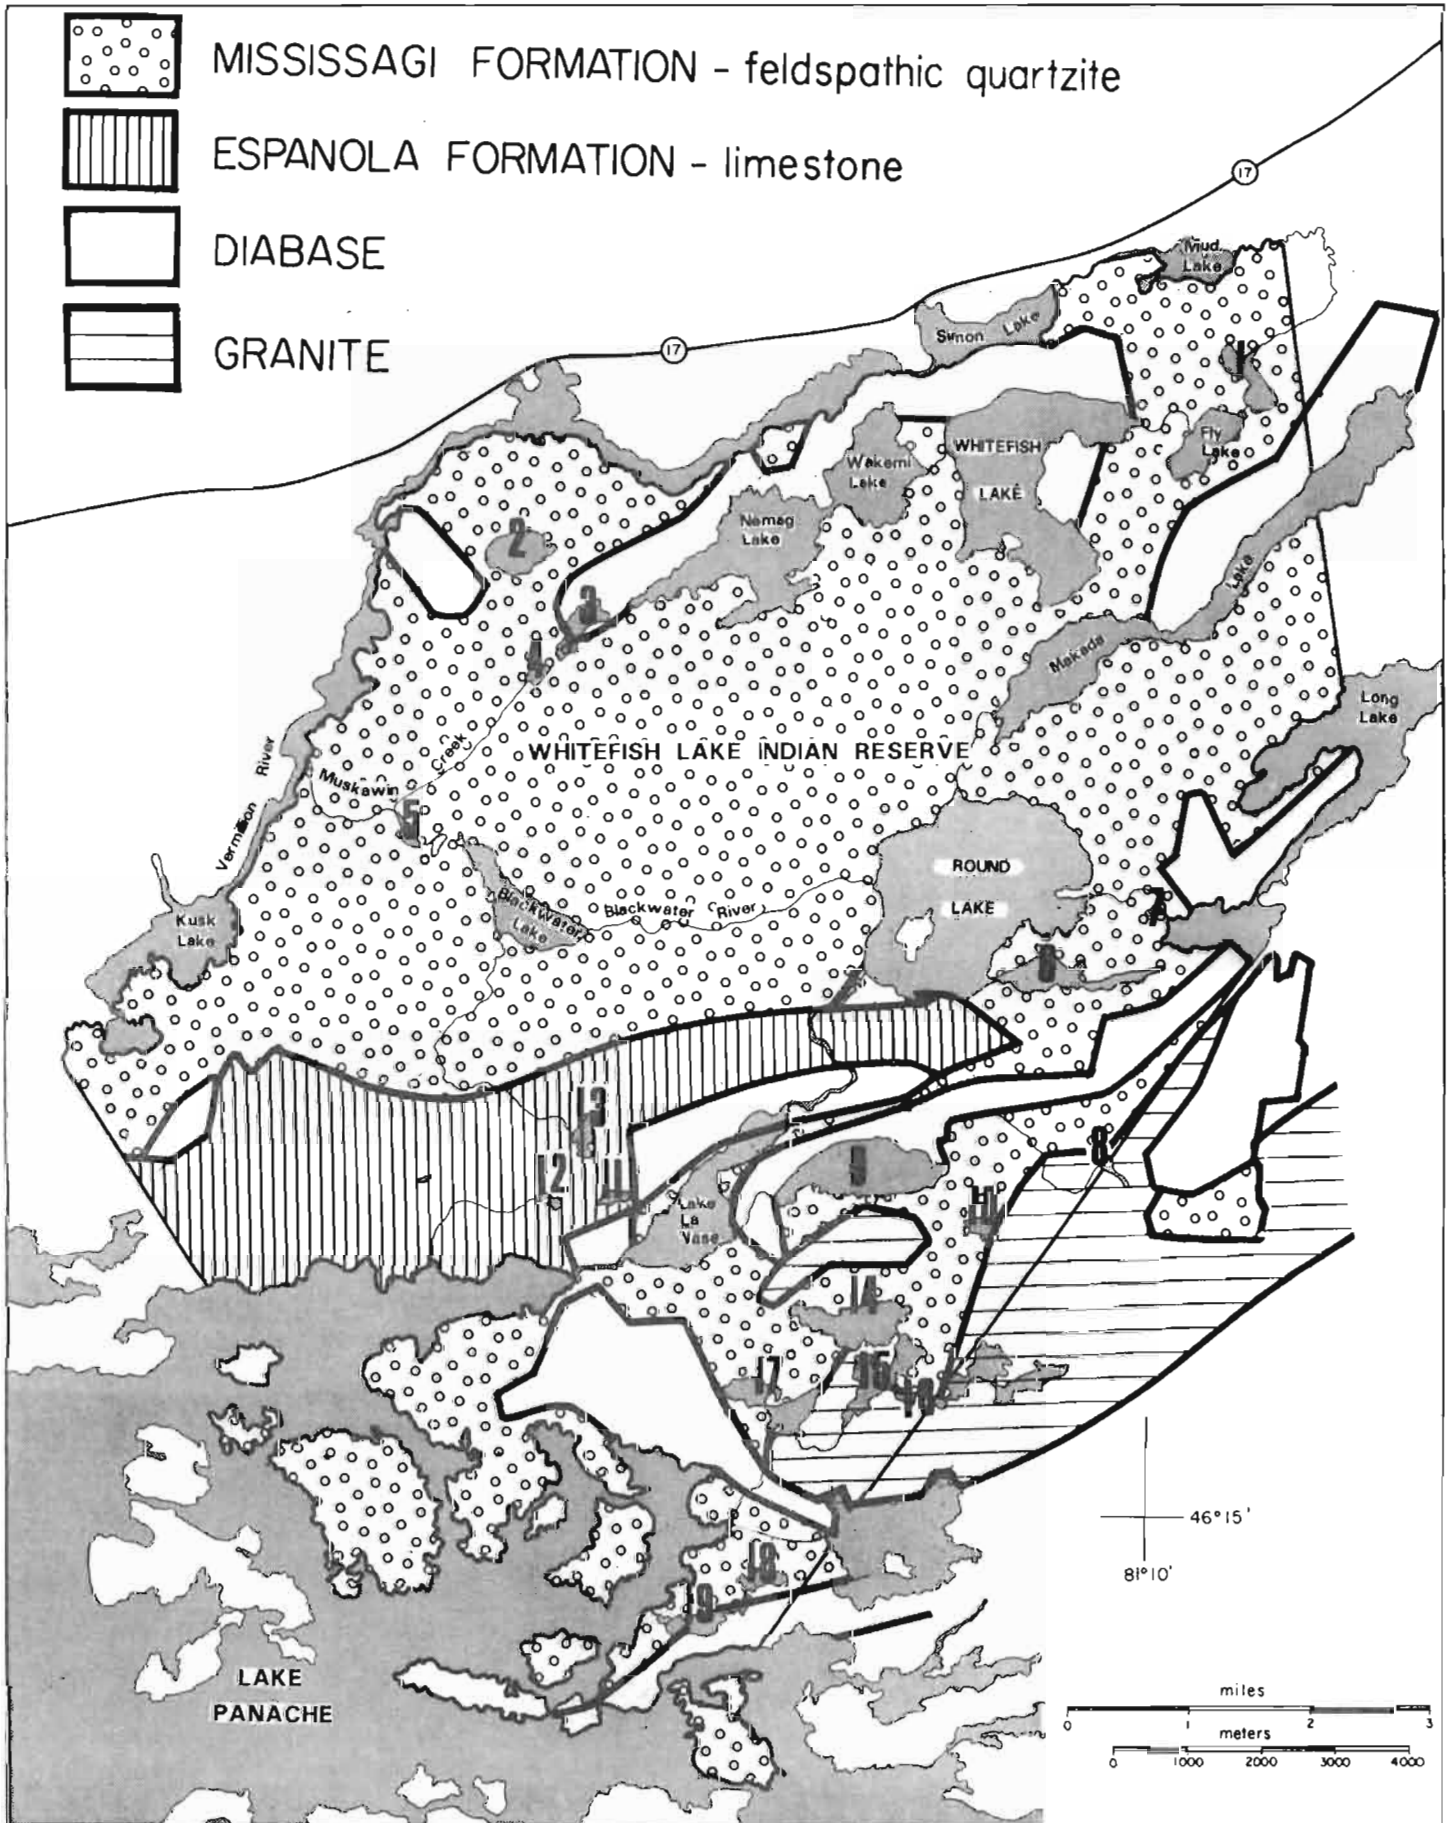 MISSISSAGI FORMATION - feldspathic quartzite
ESPANOLA FORMATION - limestone
DIABASE
GRANITE
17
17
Mud
Lake
Simon Lake
1
Fly
Lake
WHITEFISH
LAKE
Wakemi
Lake
Nemag
Lake
2
3
4
Lake
Makada
Long
Lake
WHITEFISH LAKE INDIAN RESERVE
River
Vermilion
Creek
Muskawin
5
ROUND
LAKE
Blackwater
Lake
Blackwater River
Kusk
Lake
7
8
13
12
11
9
8
Lake
La
Vase
14
15
17
18
9
46°15'
81°10'
LAKE
PANACHE
miles
0 1 2 3
meters
0 1000 2000 3000 4000